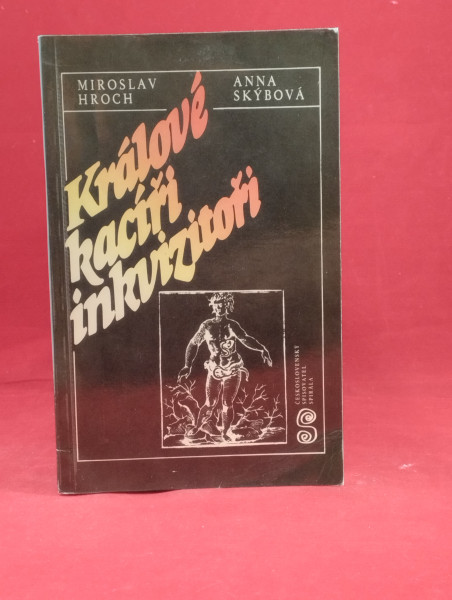 MIROSLAV
HROCH
ANNA
SKÝBOVÁ
Králové
kacíři
inkvizitoři
ČESKOSLOVENSKÝ
SPISOVATEL
SPIRÁLA